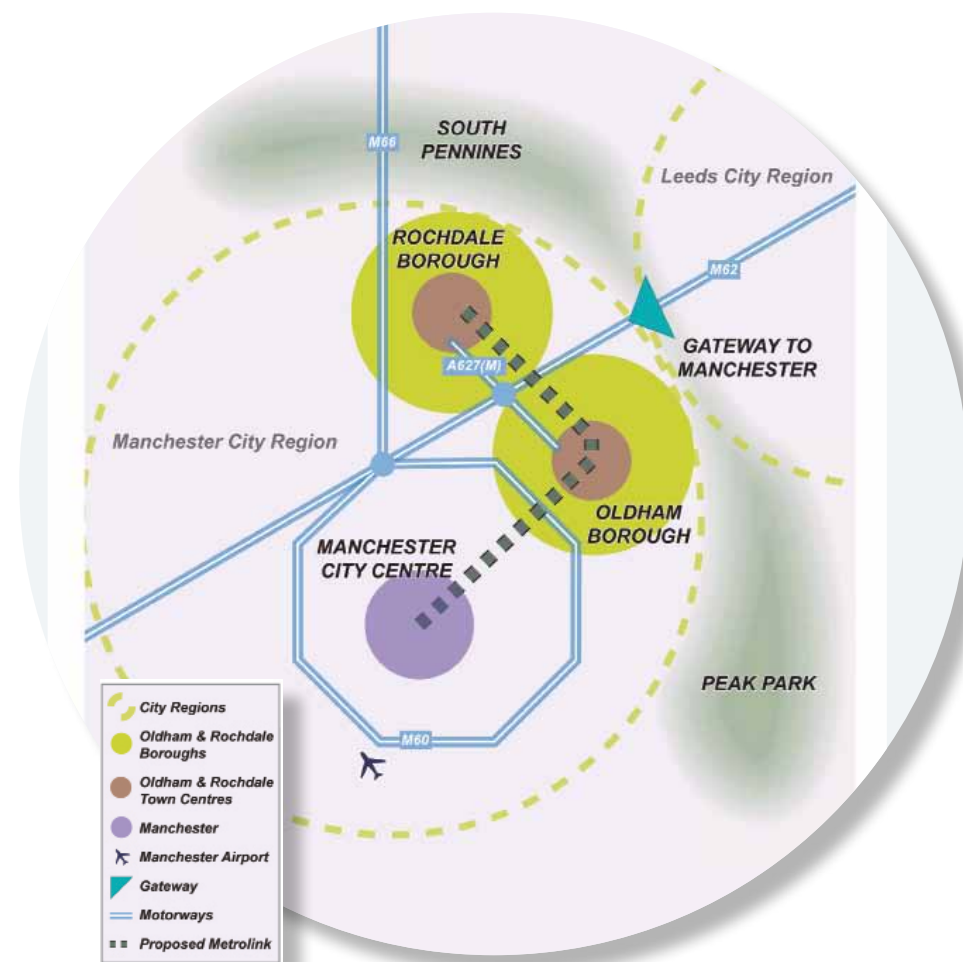 SOUTH
PENNINES
M66
Leeds City Region
ROCHDALE
BOROUGH
M62
GATEWAY TO
MANCHESTER
A627(M)
Manchester City Region
OLDHAM
BOROUGH
MANCHESTER
CITY CENTRE
PEAK PARK
M60
City Regions
Oldham & Rochdale
Boroughs
Oldham & Rochdale
Town Centres
Manchester
Manchester Airport
Gateway
Motorways
Proposed Metrolink